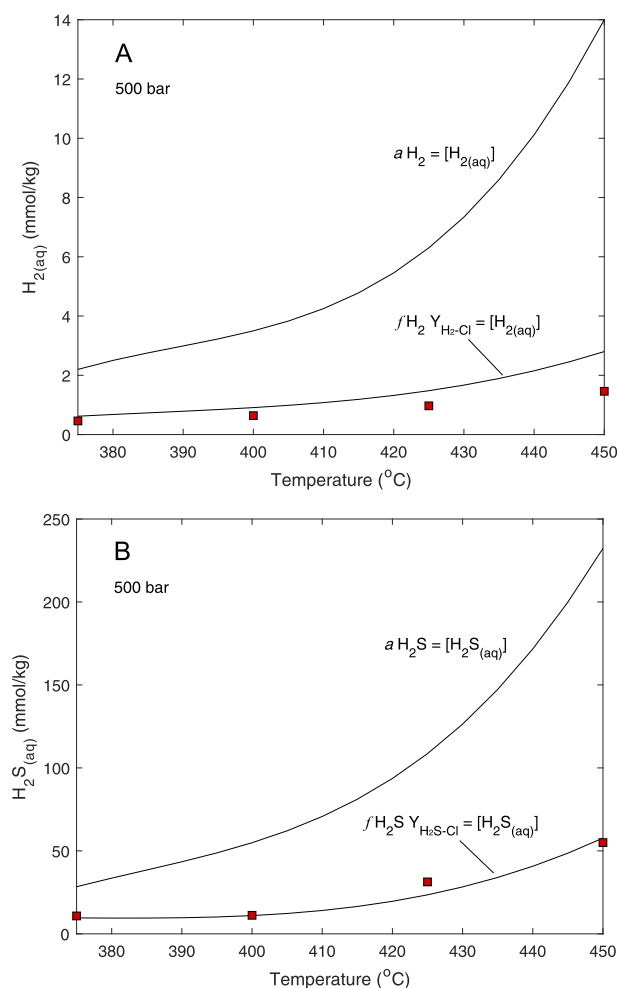 A
500 bar
14
12
10
8
6
4
2
0
H2(aq) (mmol/kg)
a H2 = [H2(aq)]
f H2 YH2-Cl = [H2(aq)]
380 390 400 410 420 430 440 450
Temperature (oC)
B
500 bar
250
200
150
100
50
0
H2S(aq) (mmol/kg)
a H2S = [H2S(aq)]
f H2S YH2S-Cl = [H2S(aq)]
380 390 400 410 420 430 440 450
Temperature (oC)